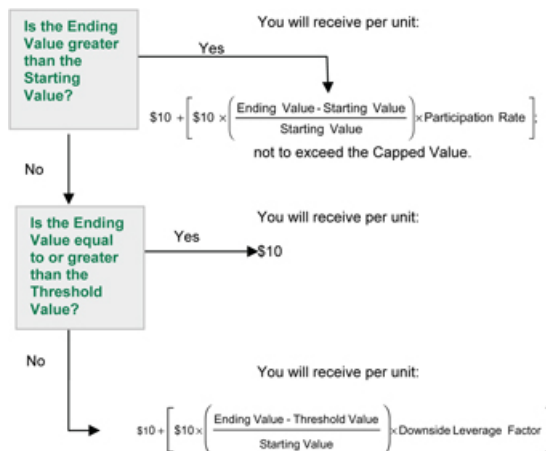 Is the Ending
Value greater
than the
Starting
Value?
Yes
You will receive per unit:
$10 + [ $10 × ( Ending Value - Starting Value
Starting Value ) × Participation Rate ] ;
not to exceed the Capped Value.
No
Is the Ending
Value equal
to or greater
than the
Threshold
Value?
Yes
You will receive per unit:
$10
No
You will receive per unit:
$10 + [ $10 × ( Ending Value - Threshold Value
Starting Value ) × Downside Leverage Factor